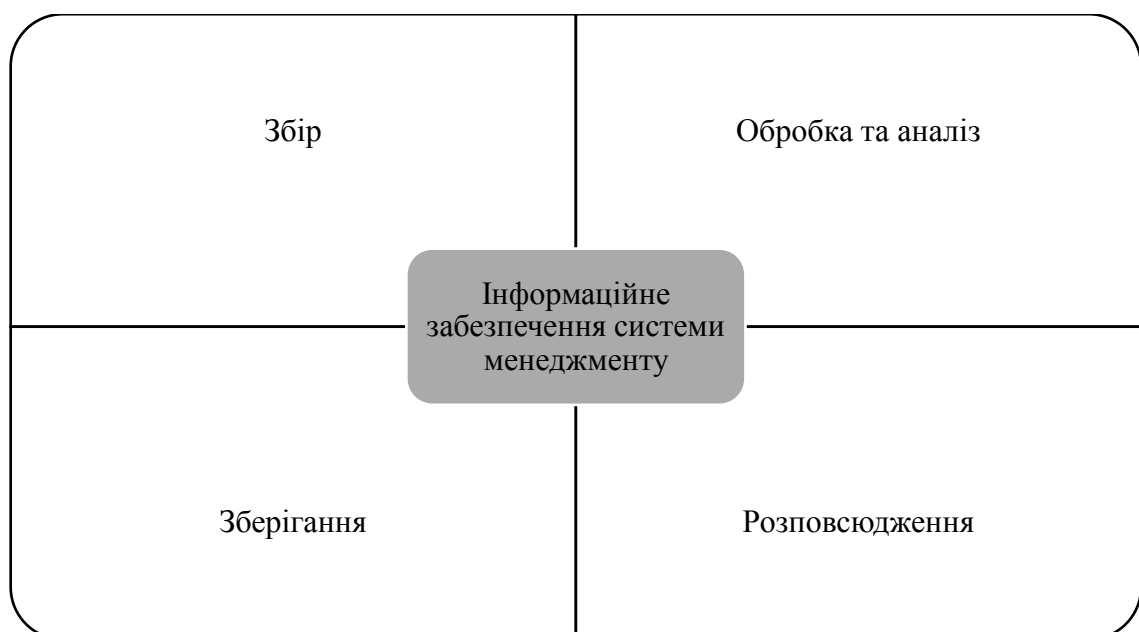 Збір
Обробка та аналіз
Інформаційне
забезпечення системи
менеджменту
Зберігання
Розповсюдження